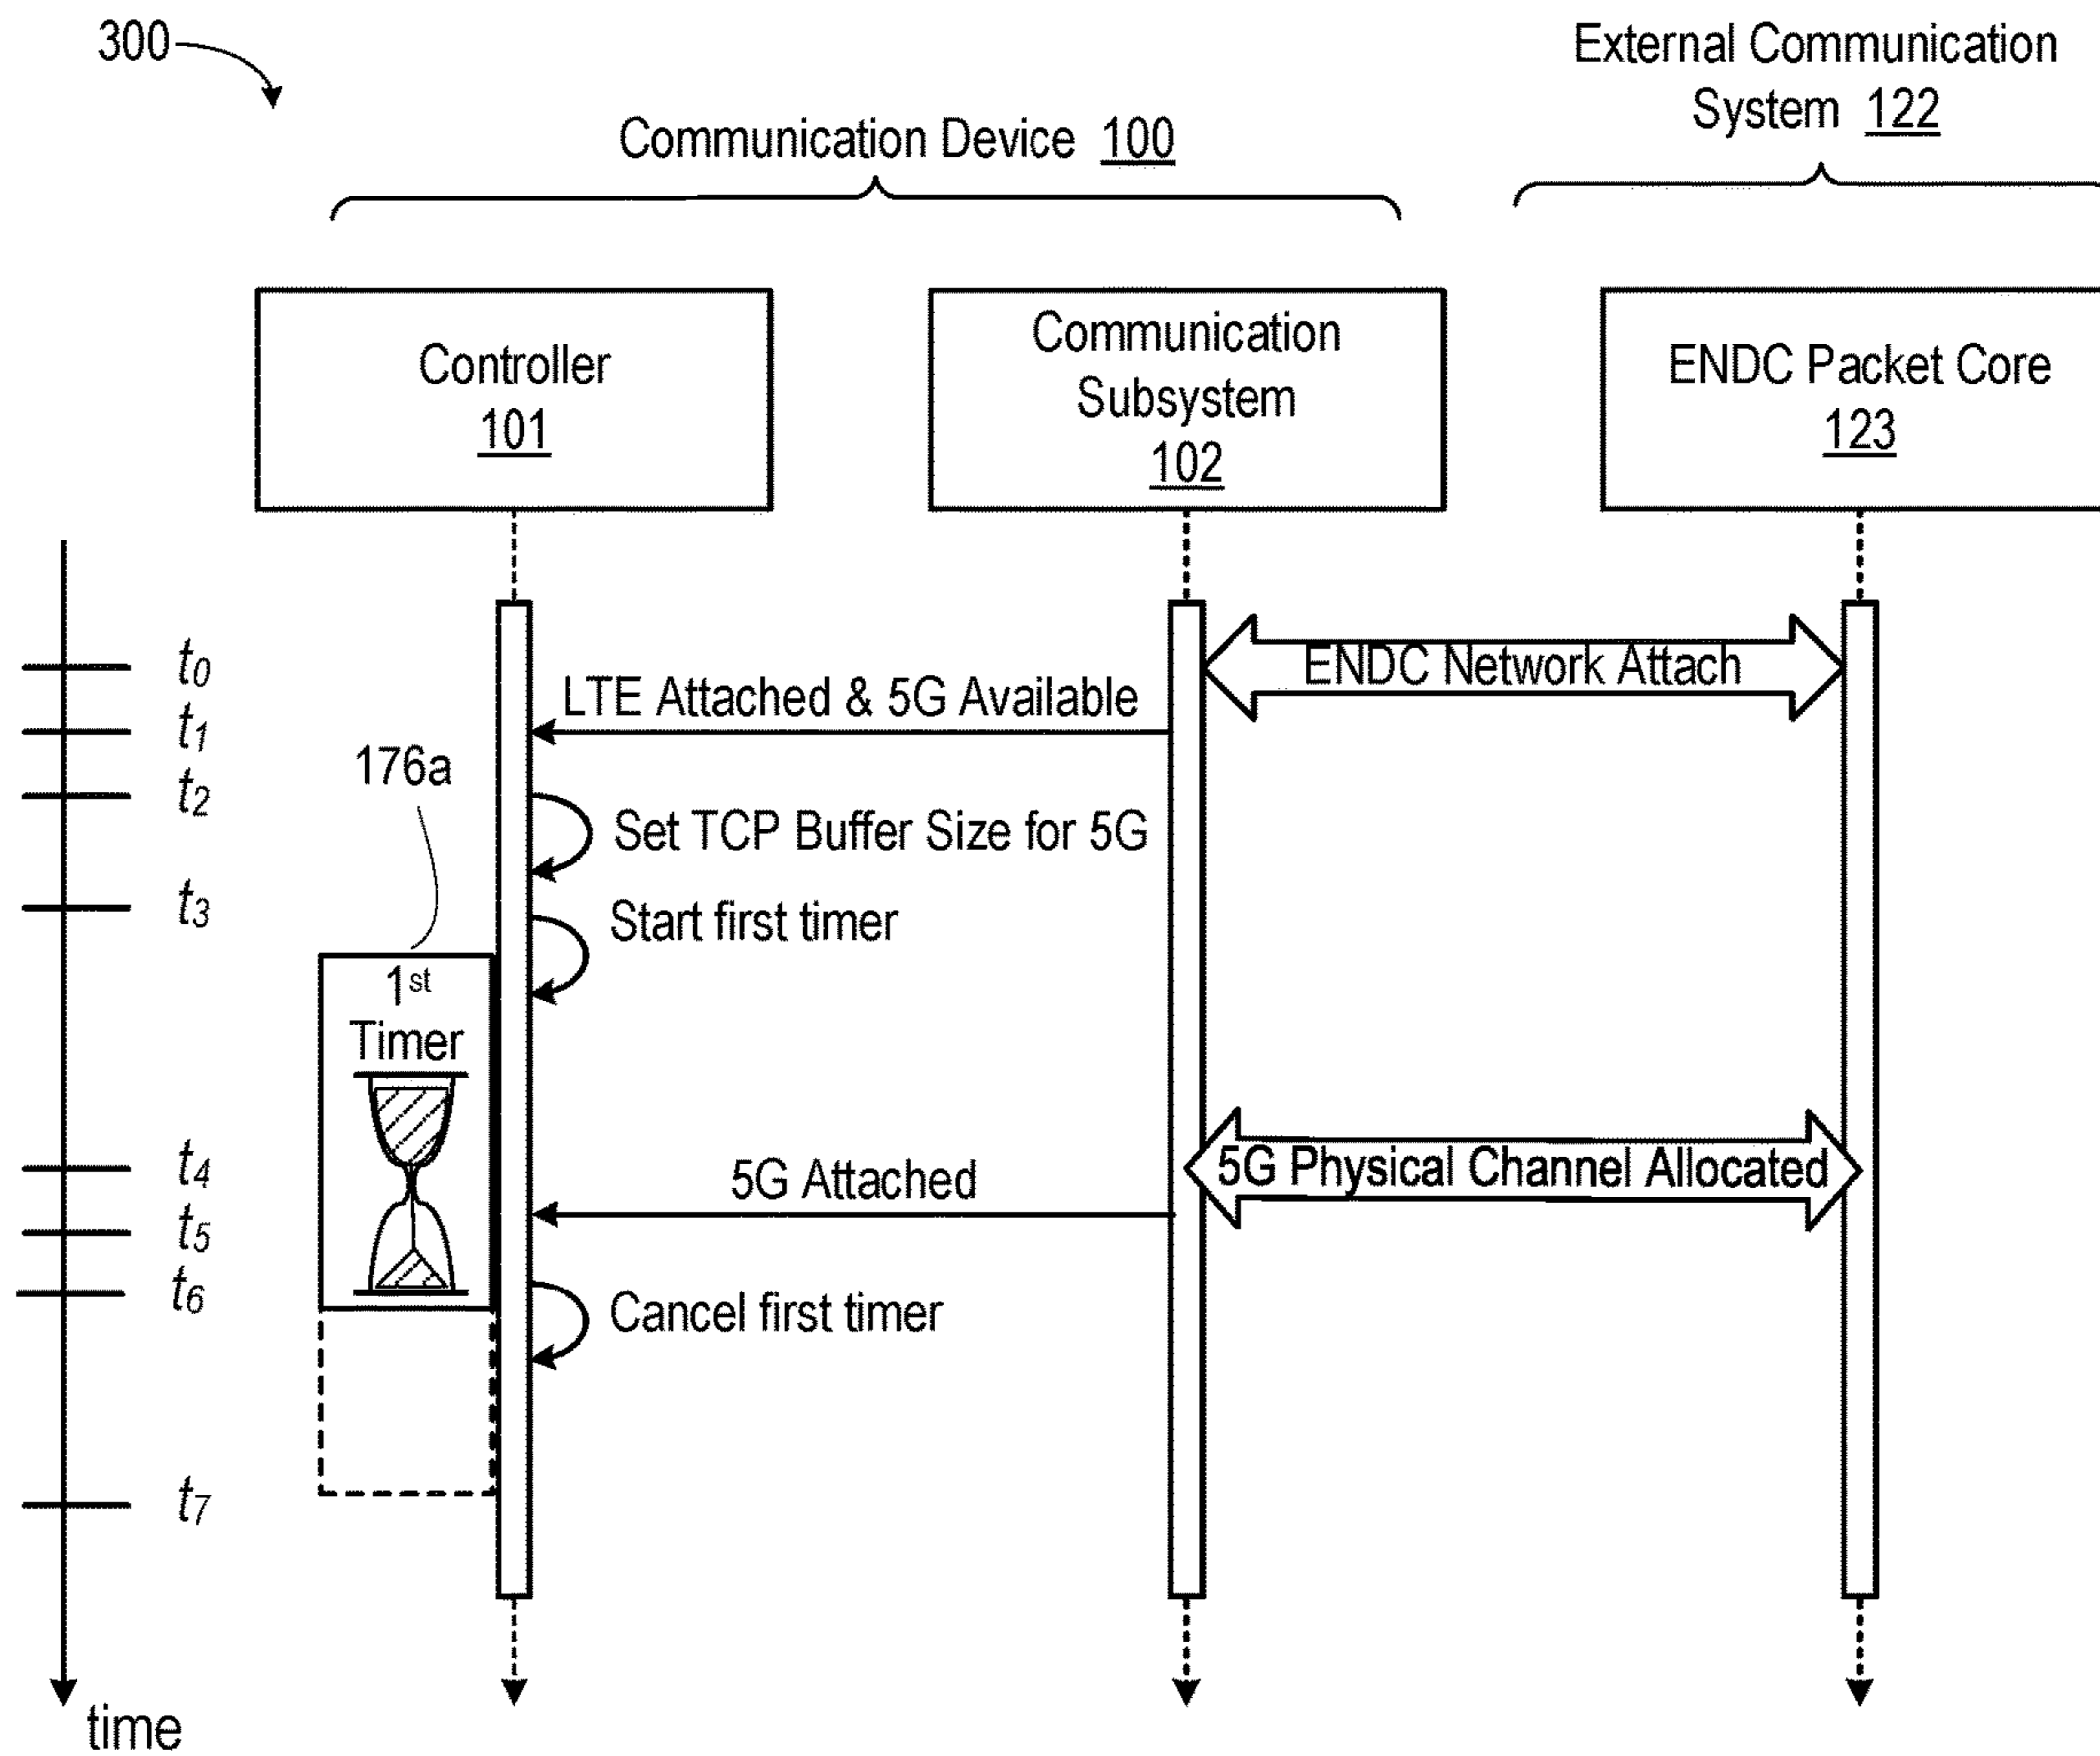 300
External Communication
System 122
Communication Device 100
Controller
101
Communication
Subsystem
102
ENDC Packet Core
123
t0
ENDC Network Attach
LTE Attached & 5G Available
t1
176a
t2
Set TCP Buffer Size for 5G
t3
Start first timer
1st
Timer
t4
5G Physical Channel Allocated
5G Attached
t5
t6
Cancel first timer
t7
time